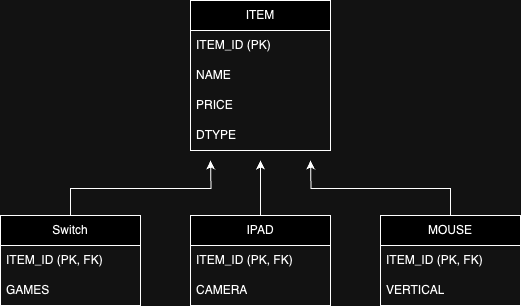 ITEM
ITEM_ID (PK)
NAME
PRICE
DTYPE
Switch
ITEM_ID (PK, FK)
GAMES
IPAD
ITEM_ID (PK, FK)
CAMERA
MOUSE
ITEM_ID (PK, FK)
VERTICAL